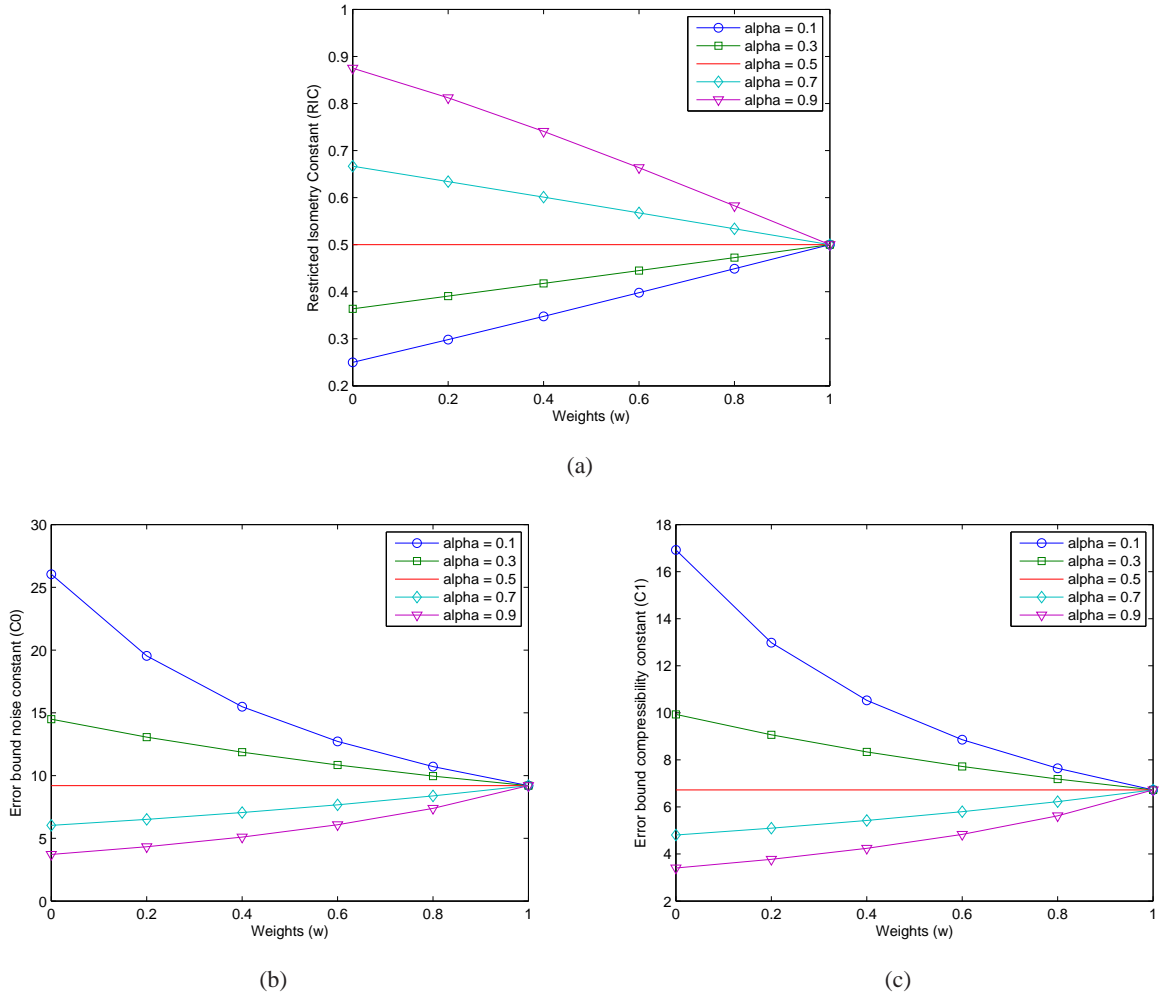 1
0.9
0.8
0.7
0.6
0.5
0.4
0.3
0.2
Restricted Isometry Constant (RIC)
alpha = 0.1
alpha = 0.3
alpha = 0.5
alpha = 0.7
alpha = 0.9
0 0.2 0.4 0.6 0.8 1
Weights (w)
(a)
30
25
20
15
10
5
0
Error bound noise constant (C0)
alpha = 0.1
alpha = 0.3
alpha = 0.5
alpha = 0.7
alpha = 0.9
0 0.2 0.4 0.6 0.8 1
Weights (w)
(b)
18
16
14
12
10
8
6
4
2
Error bound compressibility constant (C1)
alpha = 0.1
alpha = 0.3
alpha = 0.5
alpha = 0.7
alpha = 0.9
0 0.2 0.4 0.6 0.8 1
Weights (w)
(c)